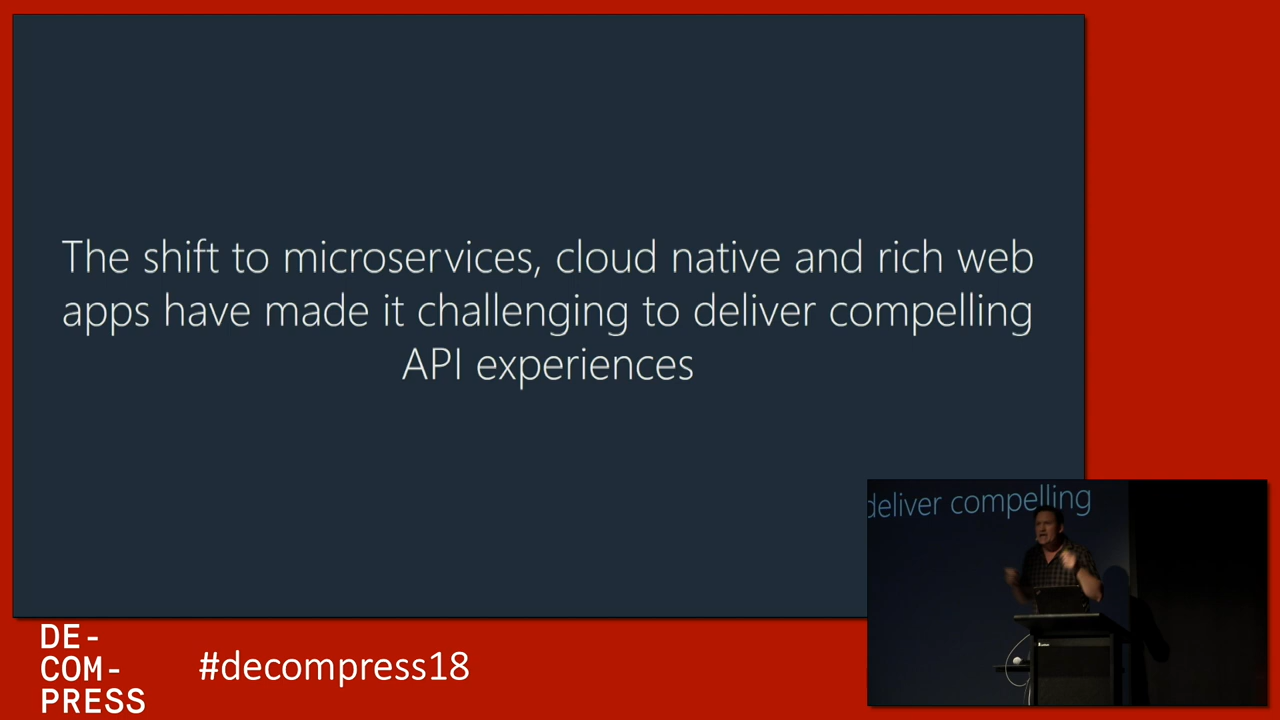 The shift to microservices, cloud native and rich web
apps have made it challenging to deliver compelling
API experiences
deliver compelling
DE-
COM-
PRESS
#decompress18